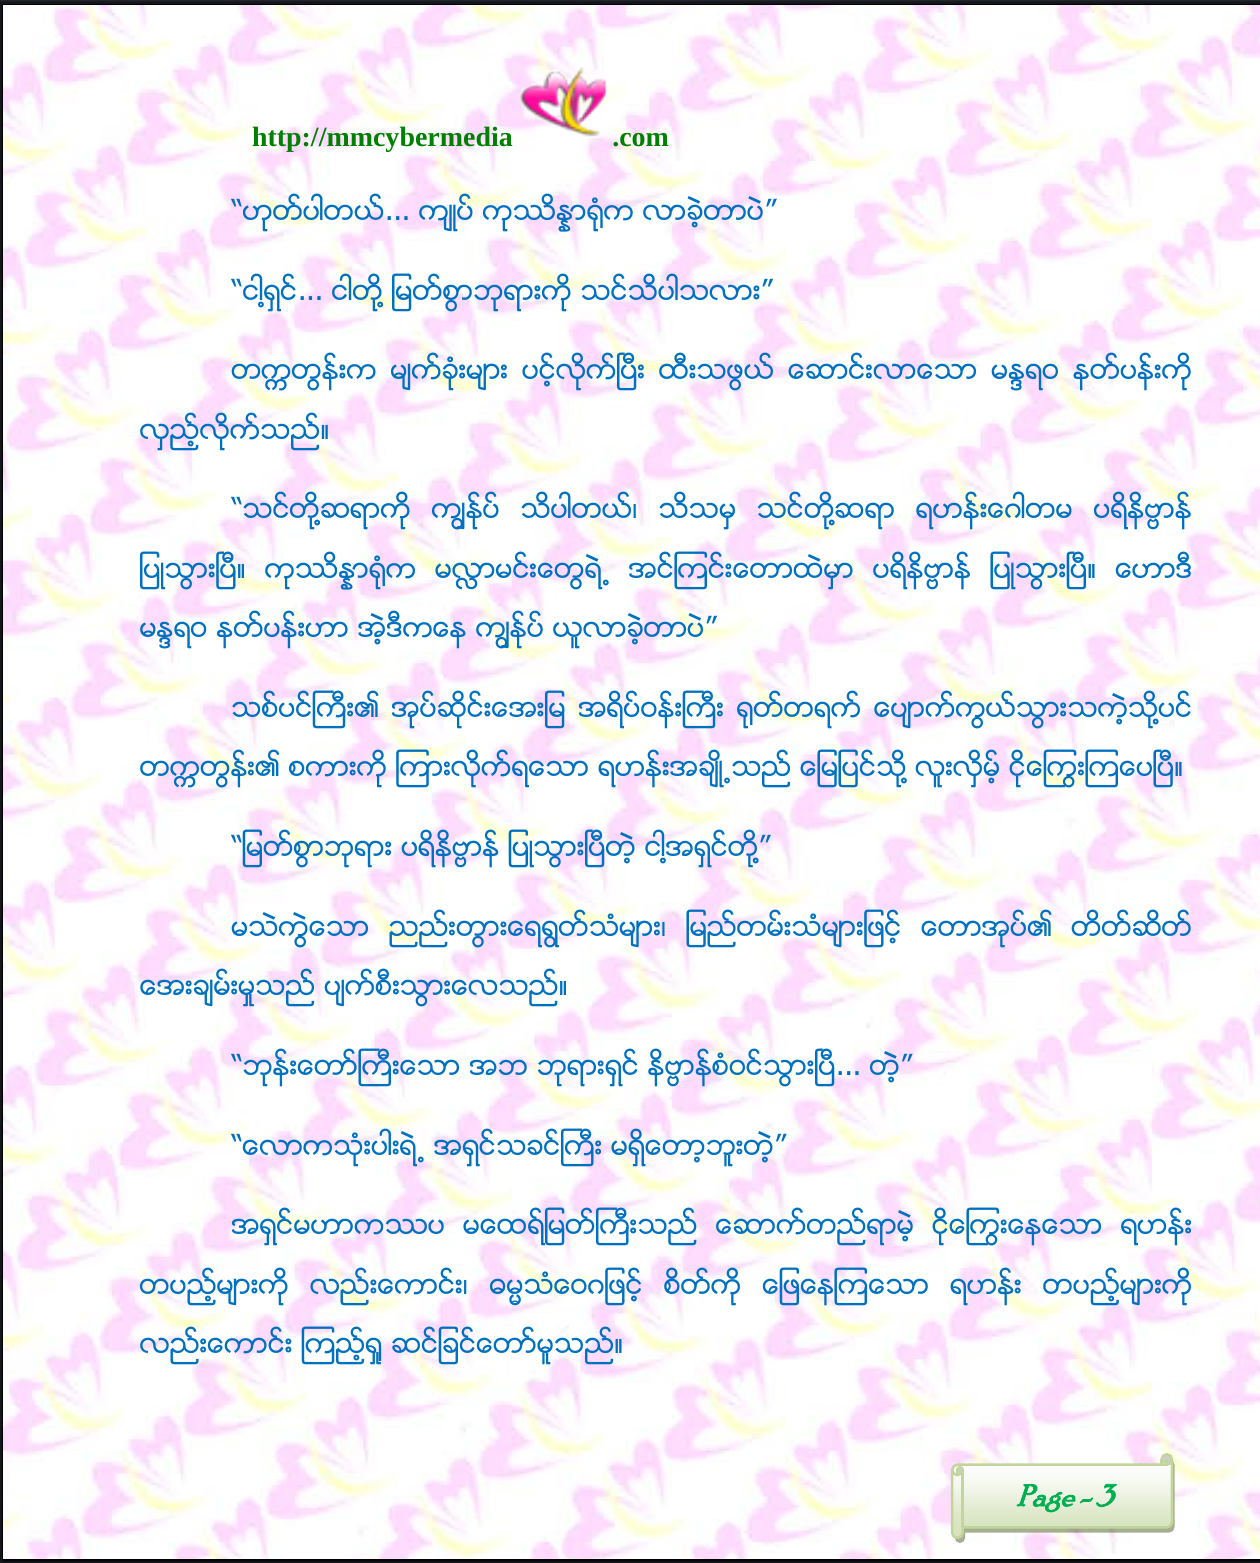 http://mmcybermedia.com
“ဟုတ်ပါတယ်... ကျုပ် ကုဿိန္နာရုံက လာခဲ့တာပဲ”
“ငါ့ရှင်... ငါတို့ မြတ်စွာဘုရားကို သင်သိပါသလား”
တက္ကတွန်းက မျက်ခုံးများ ပင့်လိုက်ပြီး ထီးသဖွယ် ဆောင်းလာသော မန္ဒရဝ နတ်ပန်းကို
လှည့်လိုက်သည်။
“သင်တို့ဆရာကို ကျွန်ုပ် သိပါတယ်၊ သိသမှ သင်တို့ဆရာ ရဟန်းဂေါတမ ပရိနိဗ္ဗာန်
ပြုသွားပြီ။ ကုဿိန္နာရုံက မလ္လာမင်းတွေရဲ့ အင်ကြင်းတောထဲမှာ ပရိနိဗ္ဗာန် ပြုသွားပြီ။ ဟောဒီ
မန္ဒရဝ နတ်ပန်းဟာ အဲ့ဒီကနေ ကျွန်ုပ် ယူလာခဲ့တာပဲ”
သစ်ပင်ကြီး၏ အုပ်ဆိုင်းအေးမြ အရိပ်ဝန်းကြီး ရုတ်တရက် ပျောက်ကွယ်သွားသကဲ့သို့ပင်
တက္ကတွန်း၏ စကားကို ကြားလိုက်ရသော ရဟန်းအချို့သည် မြေပြင်သို့ လူးလှိမ့် ငိုကြွေးကြပေပြီ။
“မြတ်စွာဘုရား ပရိနိဗ္ဗာန် ပြုသွားပြီတဲ့ ငါ့အရှင်တို့”
မသဲကွဲသော ညည်းတွားရေရွတ်သံများ၊ မြည်တမ်းသံများဖြင့် တောအုပ်၏ တိတ်ဆိတ်
အေးချမ်းမှုသည် ပျက်စီးသွားလေသည်။
“ဘုန်းတော်ကြီးသော အဘ ဘုရားရှင် နိဗ္ဗာန်စံဝင်သွားပြီ... တဲ့”
“လောကသုံးပါးရဲ့ အရှင်သခင်ကြီး မရှိတော့ဘူးတဲ့”
အရှင်မဟာကဿပ မထေရ်မြတ်ကြီးသည် ဆောက်တည်ရာမဲ့ ငိုကြွေးနေသော ရဟန်း
တပည့်များကို လည်းကောင်း၊ ဓမ္မသံဝေဂဖြင့် စိတ်ကို ဖြေနေကြသော ရဟန်း တပည့်များကို
လည်းကောင်း ကြည့်ရှု ဆင်ခြင်တော်မူသည်။
Page - 3